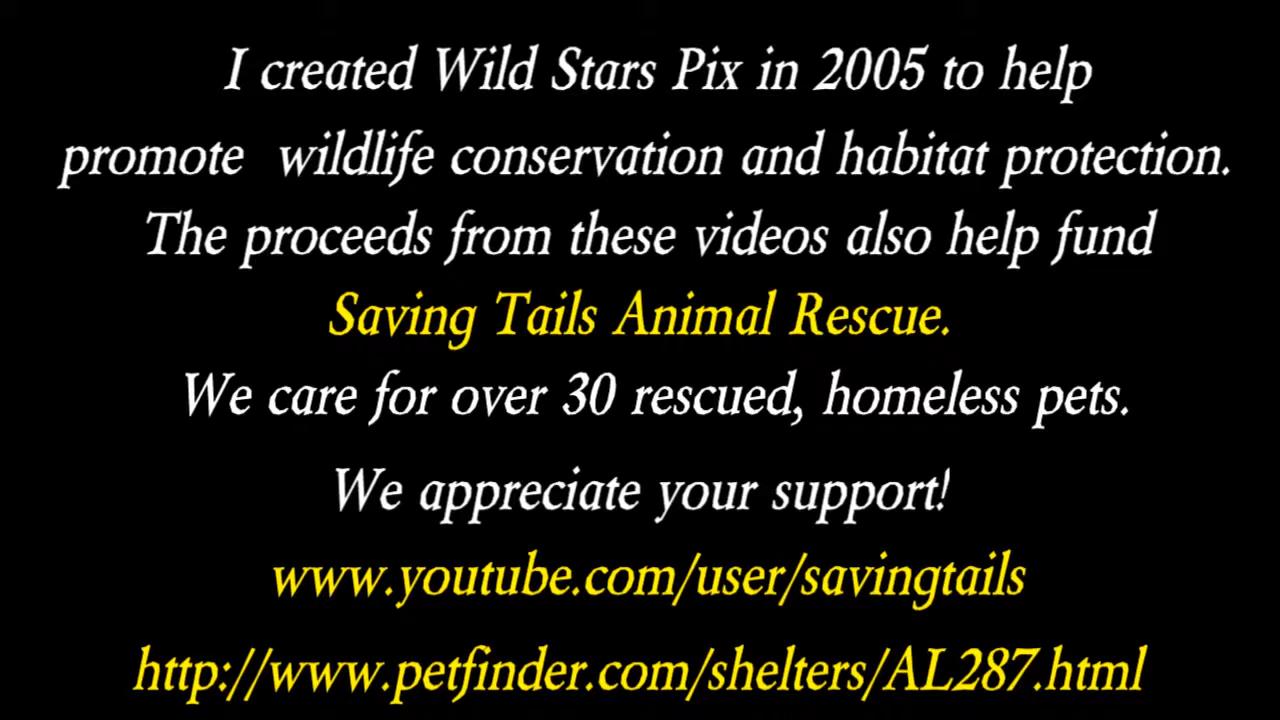 I created Wild Stars Pix in 2005 to help
promote wildlife conservation and habitat protection.
The proceeds from these videos also help fund
Saving Tails Animal Rescue.
We care for over 30 rescued, homeless pets.
We appreciate your support!
www.youtube.com/user/savingtails
http://www.petfinder.com/shelters/AL287.html